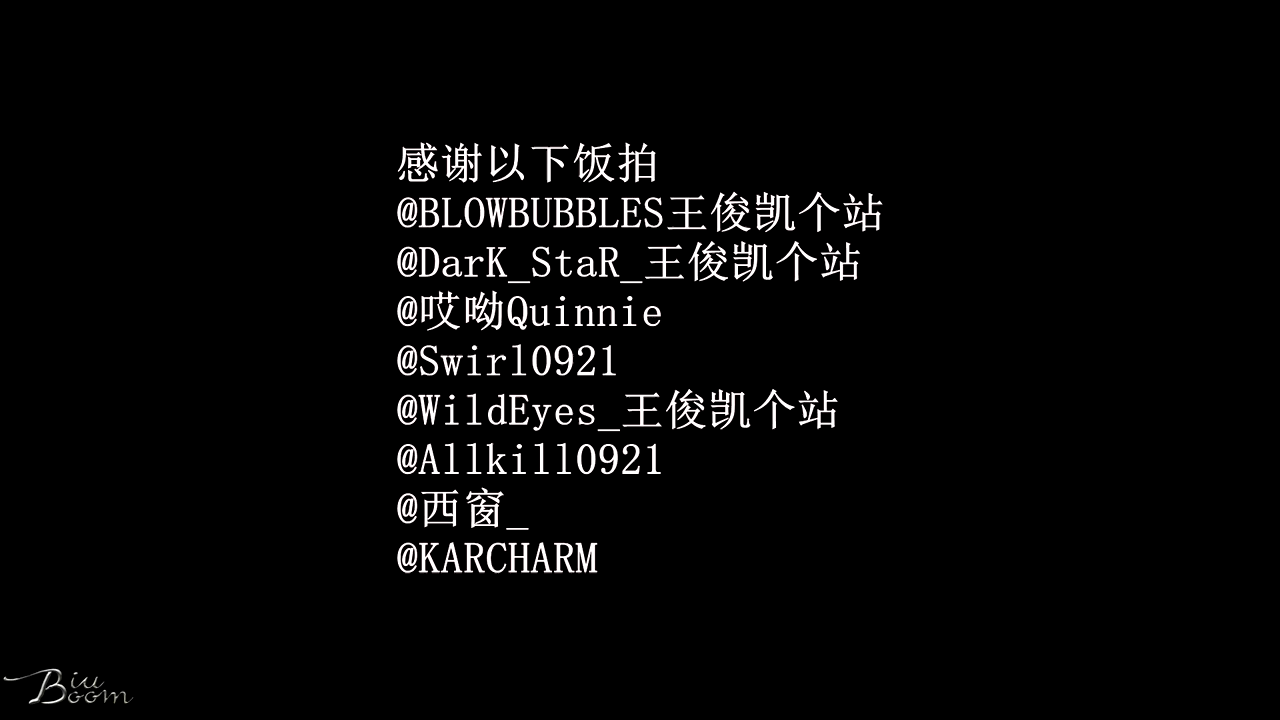 感谢以下饭拍
@BLOWBUBBLES王俊凯个站
@DarK_StaR_王俊凯个站
@哎呦Quinnie
@Swirl0921
@WildEyes_王俊凯个站
@Allkill0921
@西窗_
@KARCHARM
Biu
Boom